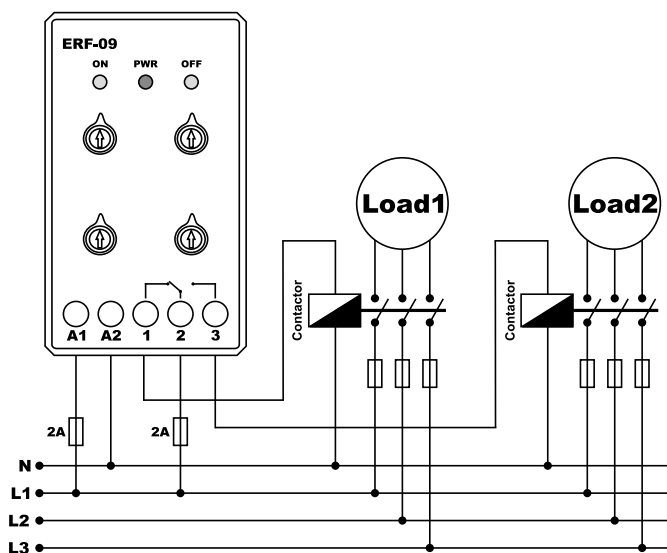 ERF-09
ON PWR OFF
Load1 Load2
Contactor Contactor
A1 A2 1 2 3
2A 2A
N
L1
L2
L3